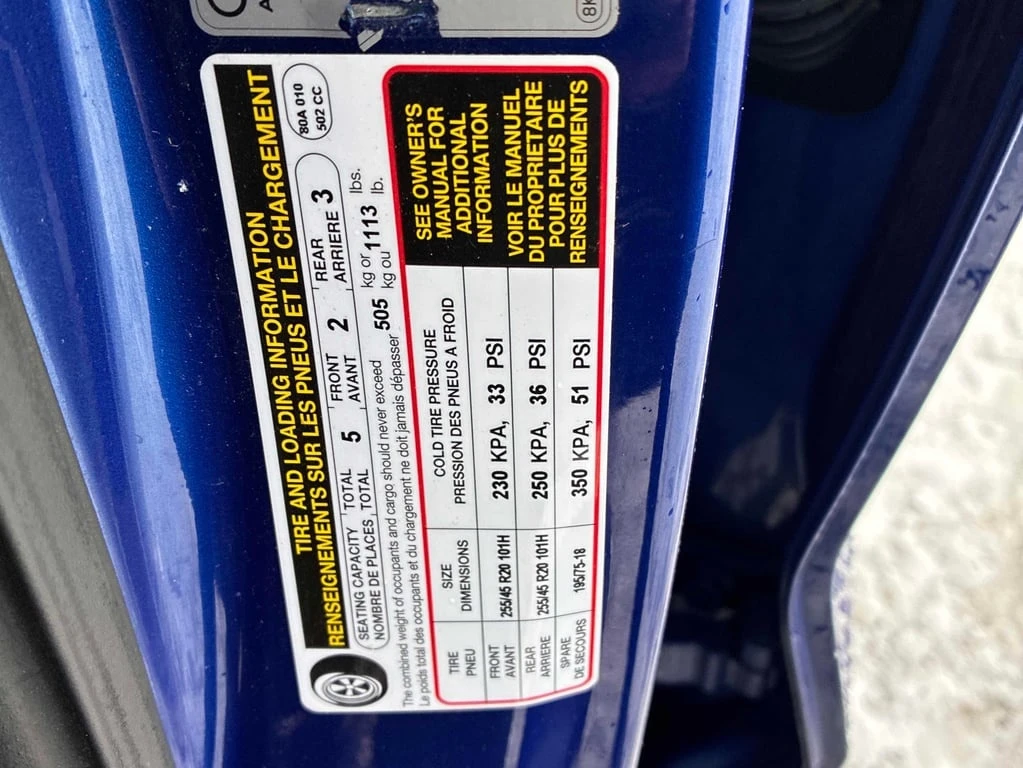 TIRE AND LOADING INFORMATION
RENSEIGNEMENTS SUR LES PNEUS ET LE CHARGEMENT
SEATING CAPACITY TOTAL 5 FRONT 2 REAR 3
NOMBRE DE PLACES TOTAL AVANT ARRIERE
80A 010
502 CC
The combined weight of occupants and cargo should never exceed 505 kg or 1113 lbs.
Le poids total des occupants et du chargement ne doit jamais dépasser kg ou lb.
TIRE SIZE COLD TIRE PRESSURE
PNEU DIMENSIONS PRESSION DES PNEUS A FROID
FRONT 255/45 R20 101H 230 KPA, 33 PSI
AVANT
REAR 255/45 R20 101H 250 KPA, 36 PSI
ARRIERE
SPARE 195/75-18 350 KPA, 51 PSI
DE SECOURS
SEE OWNER'S
MANUAL FOR
ADDITIONAL
INFORMATION
VOIR LE MANUEL
DU PROPRIETAIRE
POUR PLUS DE
RENSEIGNEMENTS